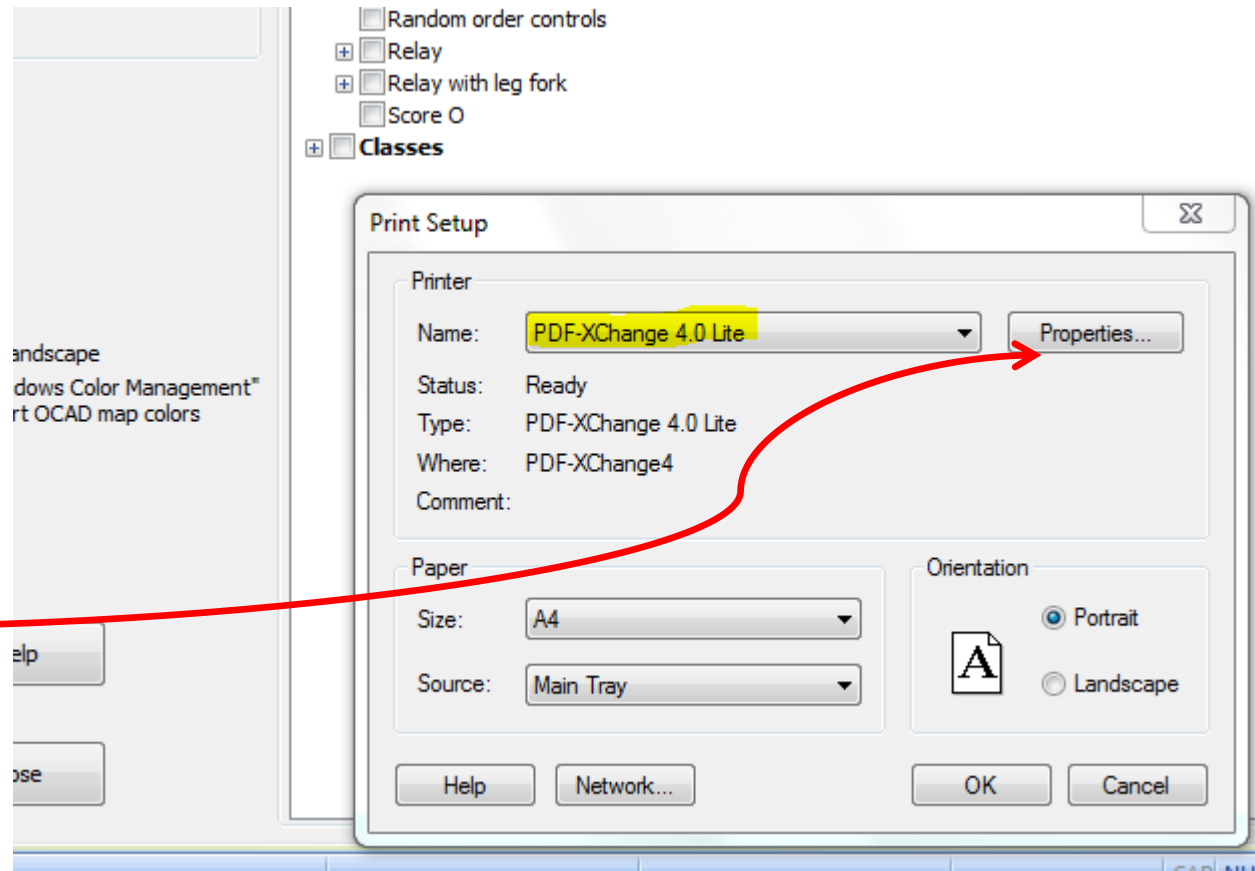 Random order controls
Relay
Relay with leg fork
Score O
Classes
Print Setup
Printer
Name: PDF-XChange 4.0 Lite Properties...
andscape
Status: Ready
dows Color Management"
rt OCAD map colors
Type: PDF-XChange 4.0 Lite
Where: PDF-XChange4
Comment:
Paper Orientation
Size: A4 Portrait
elp
A
Source: Main Tray Landscape
ose
Help Network... OK Cancel